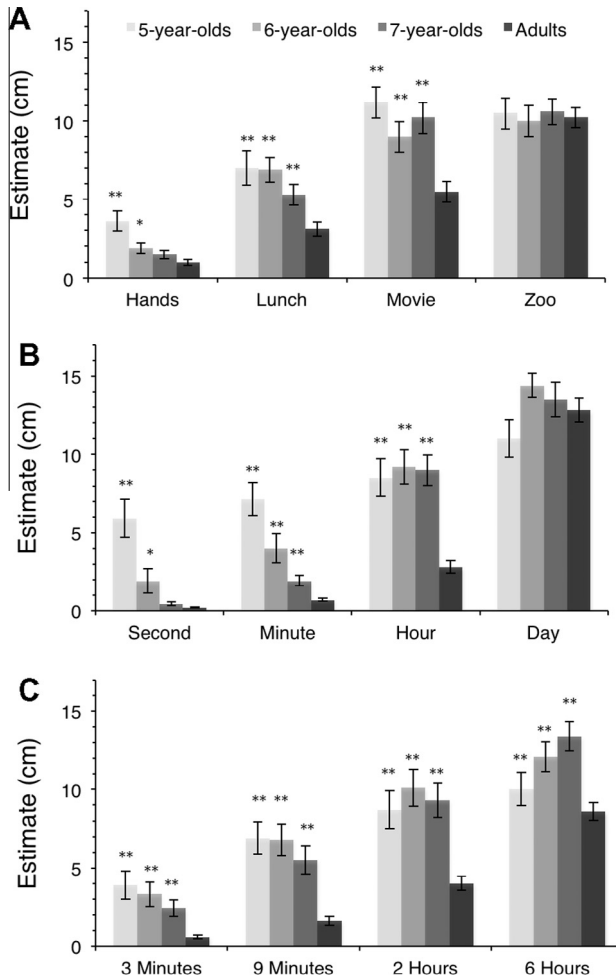 A
5-year-olds 6-year-olds 7-year-olds Adults
Estimate (cm)
15
10
5
0
** *
** ** **
** ** **
Hands Lunch Movie Zoo
B
Estimate (cm)
15
10
5
0
** *
** ** **
** ** **
Second Minute Hour Day
C
Estimate (cm)
15
10
5
0
** ** **
** ** **
** ** **
** ** **
3 Minutes 9 Minutes 2 Hours 6 Hours